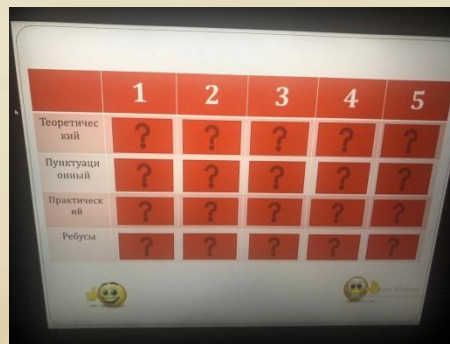 1 2 3 4 5
Теоретичес
кий
? ? ? ? ?
Пунктуаци
онный
? ? ? ? ?
Практическ
ий
? ? ? ? ?
Ребусы
? ? ? ? ?